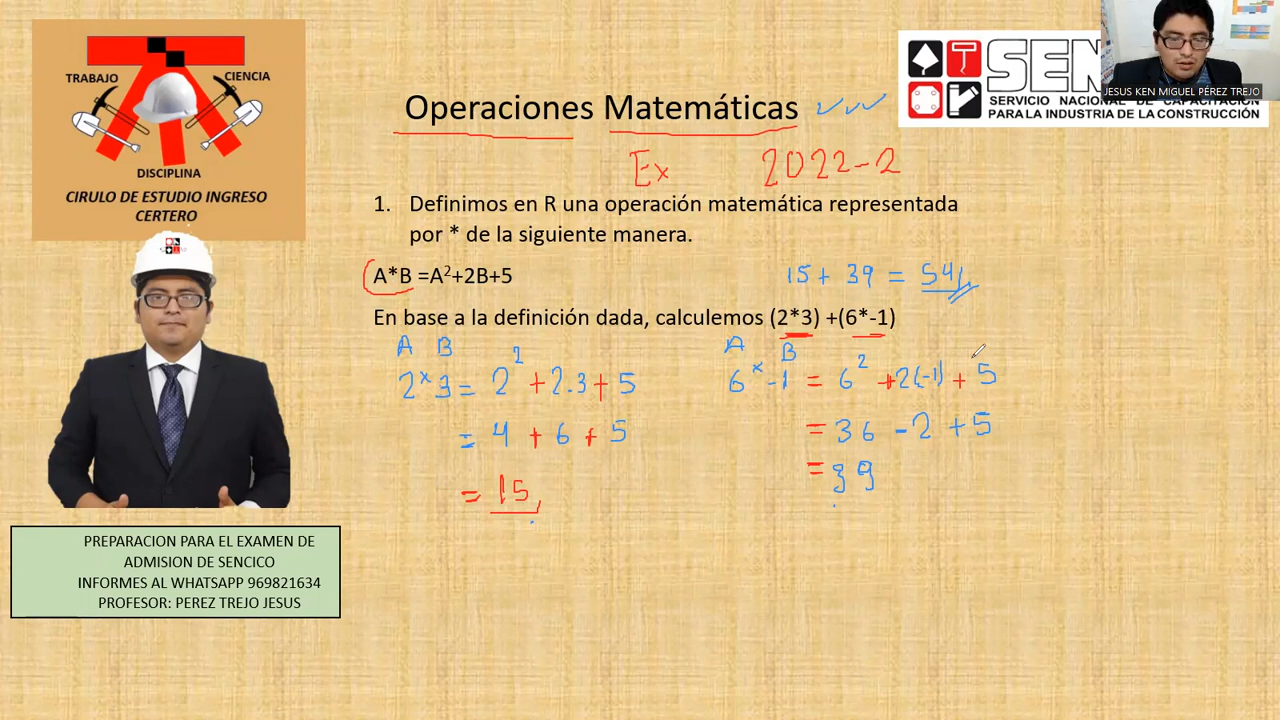 TRABAJO
CIENCIA
DISCIPLINA
CIRULO DE ESTUDIO INGRESO
CERTERO
Operaciones Matemáticas
SEN
SERVICIO NACIONAL DE CAPACITACIÓN
PARA LA INDUSTRIA DE LA CONSTRUCCIÓN
JESUS KEN MIGUEL PÉREZ TREJO
Ex 2022-2
1. Definimos en R una operación matemática representada
por * de la siguiente manera.
A*B =A²+2B+5
15 + 39 = 54
En base a la definición dada, calculemos (2*3) +(6*-1)
A B
2 * 3 = 2² + 2.3 + 5
= 4 + 6 + 5
= 15
A B
6 * -1 = 6² + 2(-1) + 5
= 36 - 2 + 5
= 39
PREPARACION PARA EL EXAMEN DE
ADMISION DE SENCICO
INFORMES AL WHATSAPP 969821634
PROFESOR: PEREZ TREJO JESUS